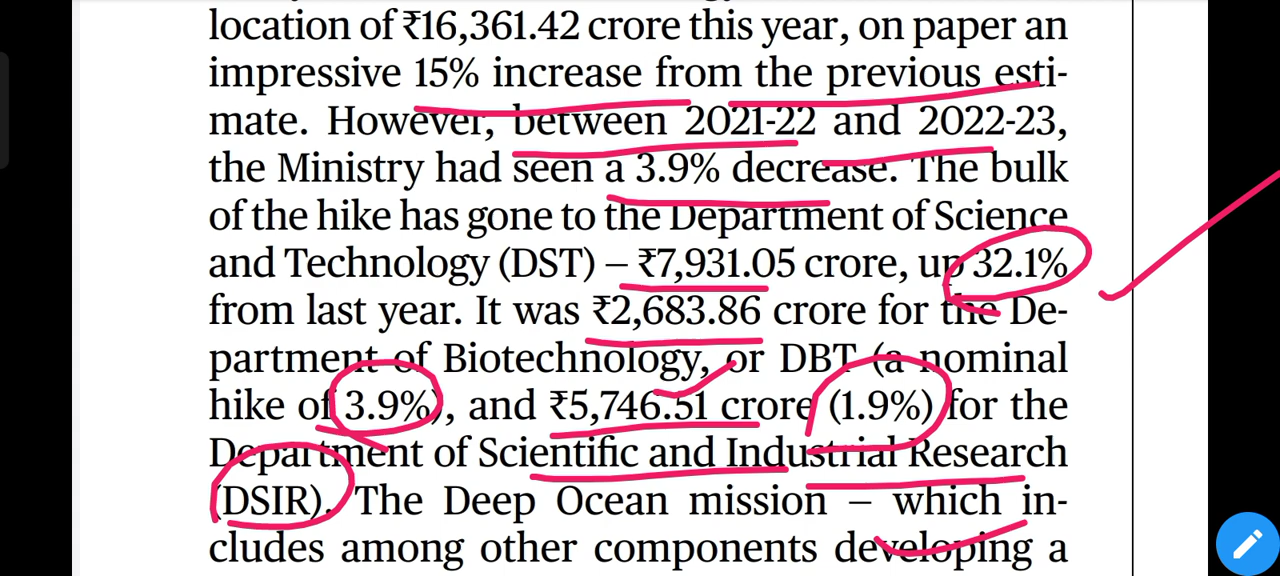 location of ₹16,361.42 crore this year, on paper an
impressive 15% increase from the previous esti-
mate. However, between 2021-22 and 2022-23,
the Ministry had seen a 3.9% decrease. The bulk
of the hike has gone to the Department of Science
and Technology (DST) – ₹7,931.05 crore, up 32.1%
from last year. It was ₹2,683.86 crore for the De-
partment of Biotechnology, or DBT (a nominal
hike of 3.9%), and ₹5,746.51 crore (1.9%) for the
Department of Scientific and Industrial Research
(DSIR). The Deep Ocean mission – which in-
cludes among other components developing a